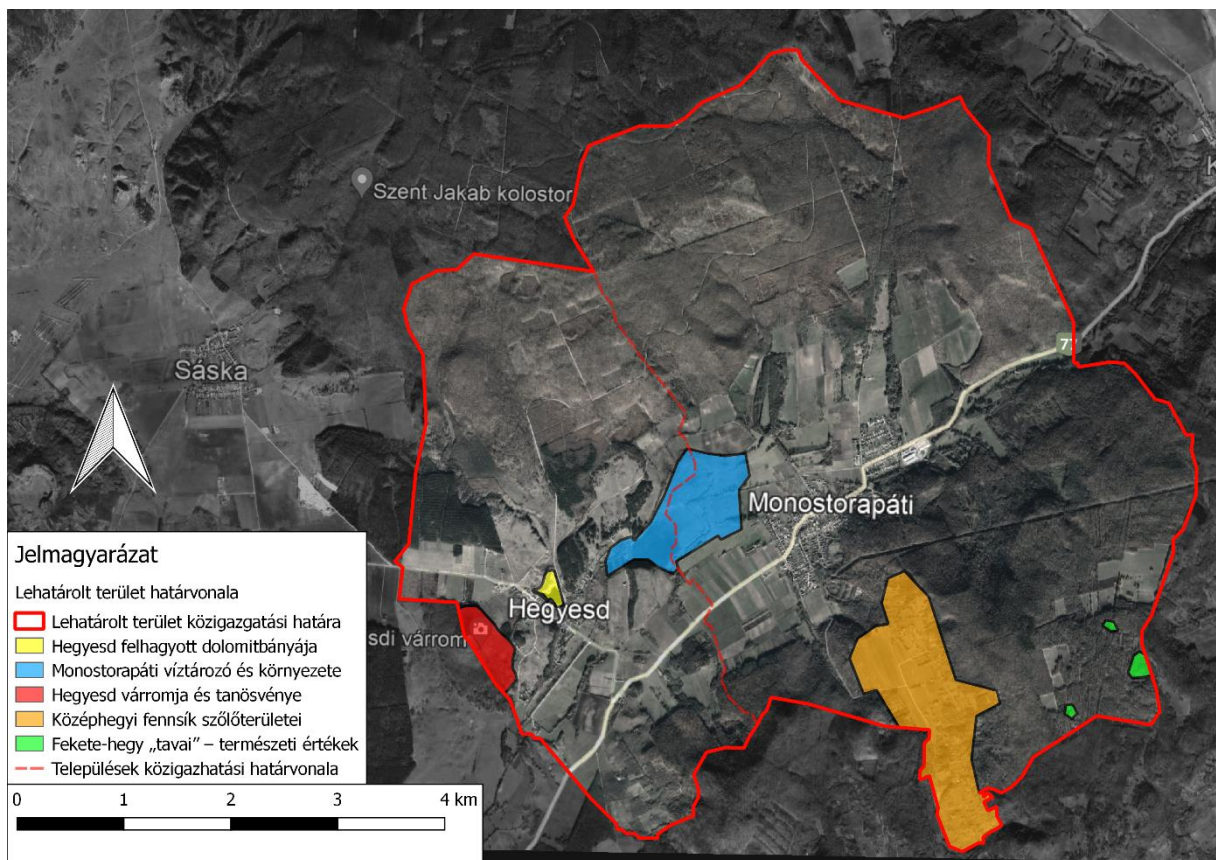 Szent Jakab kolostor
K
7
Sáska
Monostorapáti
Hegyesd
sdi várrom
Jelmagyarázat
Lehatárolt terület határvonala
Lehatárolt terület közigazgatási határa
Hegyesd felhagyott dolomitbányája
Monostorapáti víztározó és környezete
Hegyesd várromja és tanösvénye
Középhegyi fennsík szőlőterületei
Fekete-hegy „tavai” – természeti értékek
Települések közigazhatási határvonala
0 1 2 3 4 km